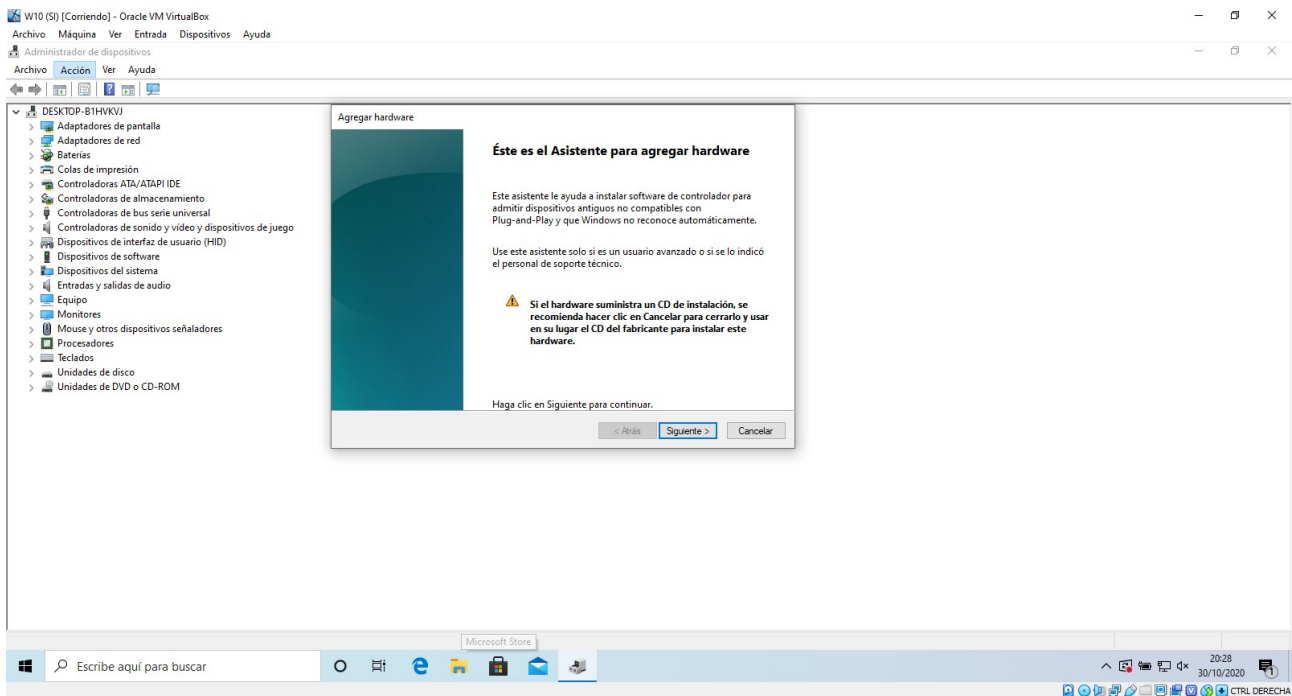 W10 (SI) [Corriendo] - Oracle VM VirtualBox
Archivo Máquina Ver Entrada Dispositivos Ayuda
Administrador de dispositivos
Archivo Acción Ver Ayuda
DESKTOP-B1HVKVJ
Adaptadores de pantalla
Adaptadores de red
Baterías
Colas de impresión
Controladoras ATA/ATAPI IDE
Controladoras de almacenamiento
Controladoras de bus serie universal
Controladoras de sonido y vídeo y dispositivos de juego
Dispositivos de interfaz de usuario (HID)
Dispositivos de software
Dispositivos del sistema
Entradas y salidas de audio
Equipo
Monitores
Mouse y otros dispositivos señaladores
Procesadores
Teclados
Unidades de disco
Unidades de DVD o CD-ROM
Agregar hardware
Éste es el Asistente para agregar hardware
Este asistente le ayuda a instalar software de controlador para
admitir dispositivos antiguos no compatibles con
Plug-and-Play y que Windows no reconoce automáticamente.
Use este asistente solo si es un usuario avanzado o si se lo indicó
el personal de soporte técnico.
Si el hardware suministra un CD de instalación, se
recomienda hacer clic en Cancelar para cerrarlo y usar
en su lugar el CD del fabricante para instalar este
hardware.
Haga clic en Siguiente para continuar.
< Atrás Siguiente > Cancelar
Microsoft Store
Escribe aquí para buscar
20:28
30/10/2020
1
CTRL DERECHA